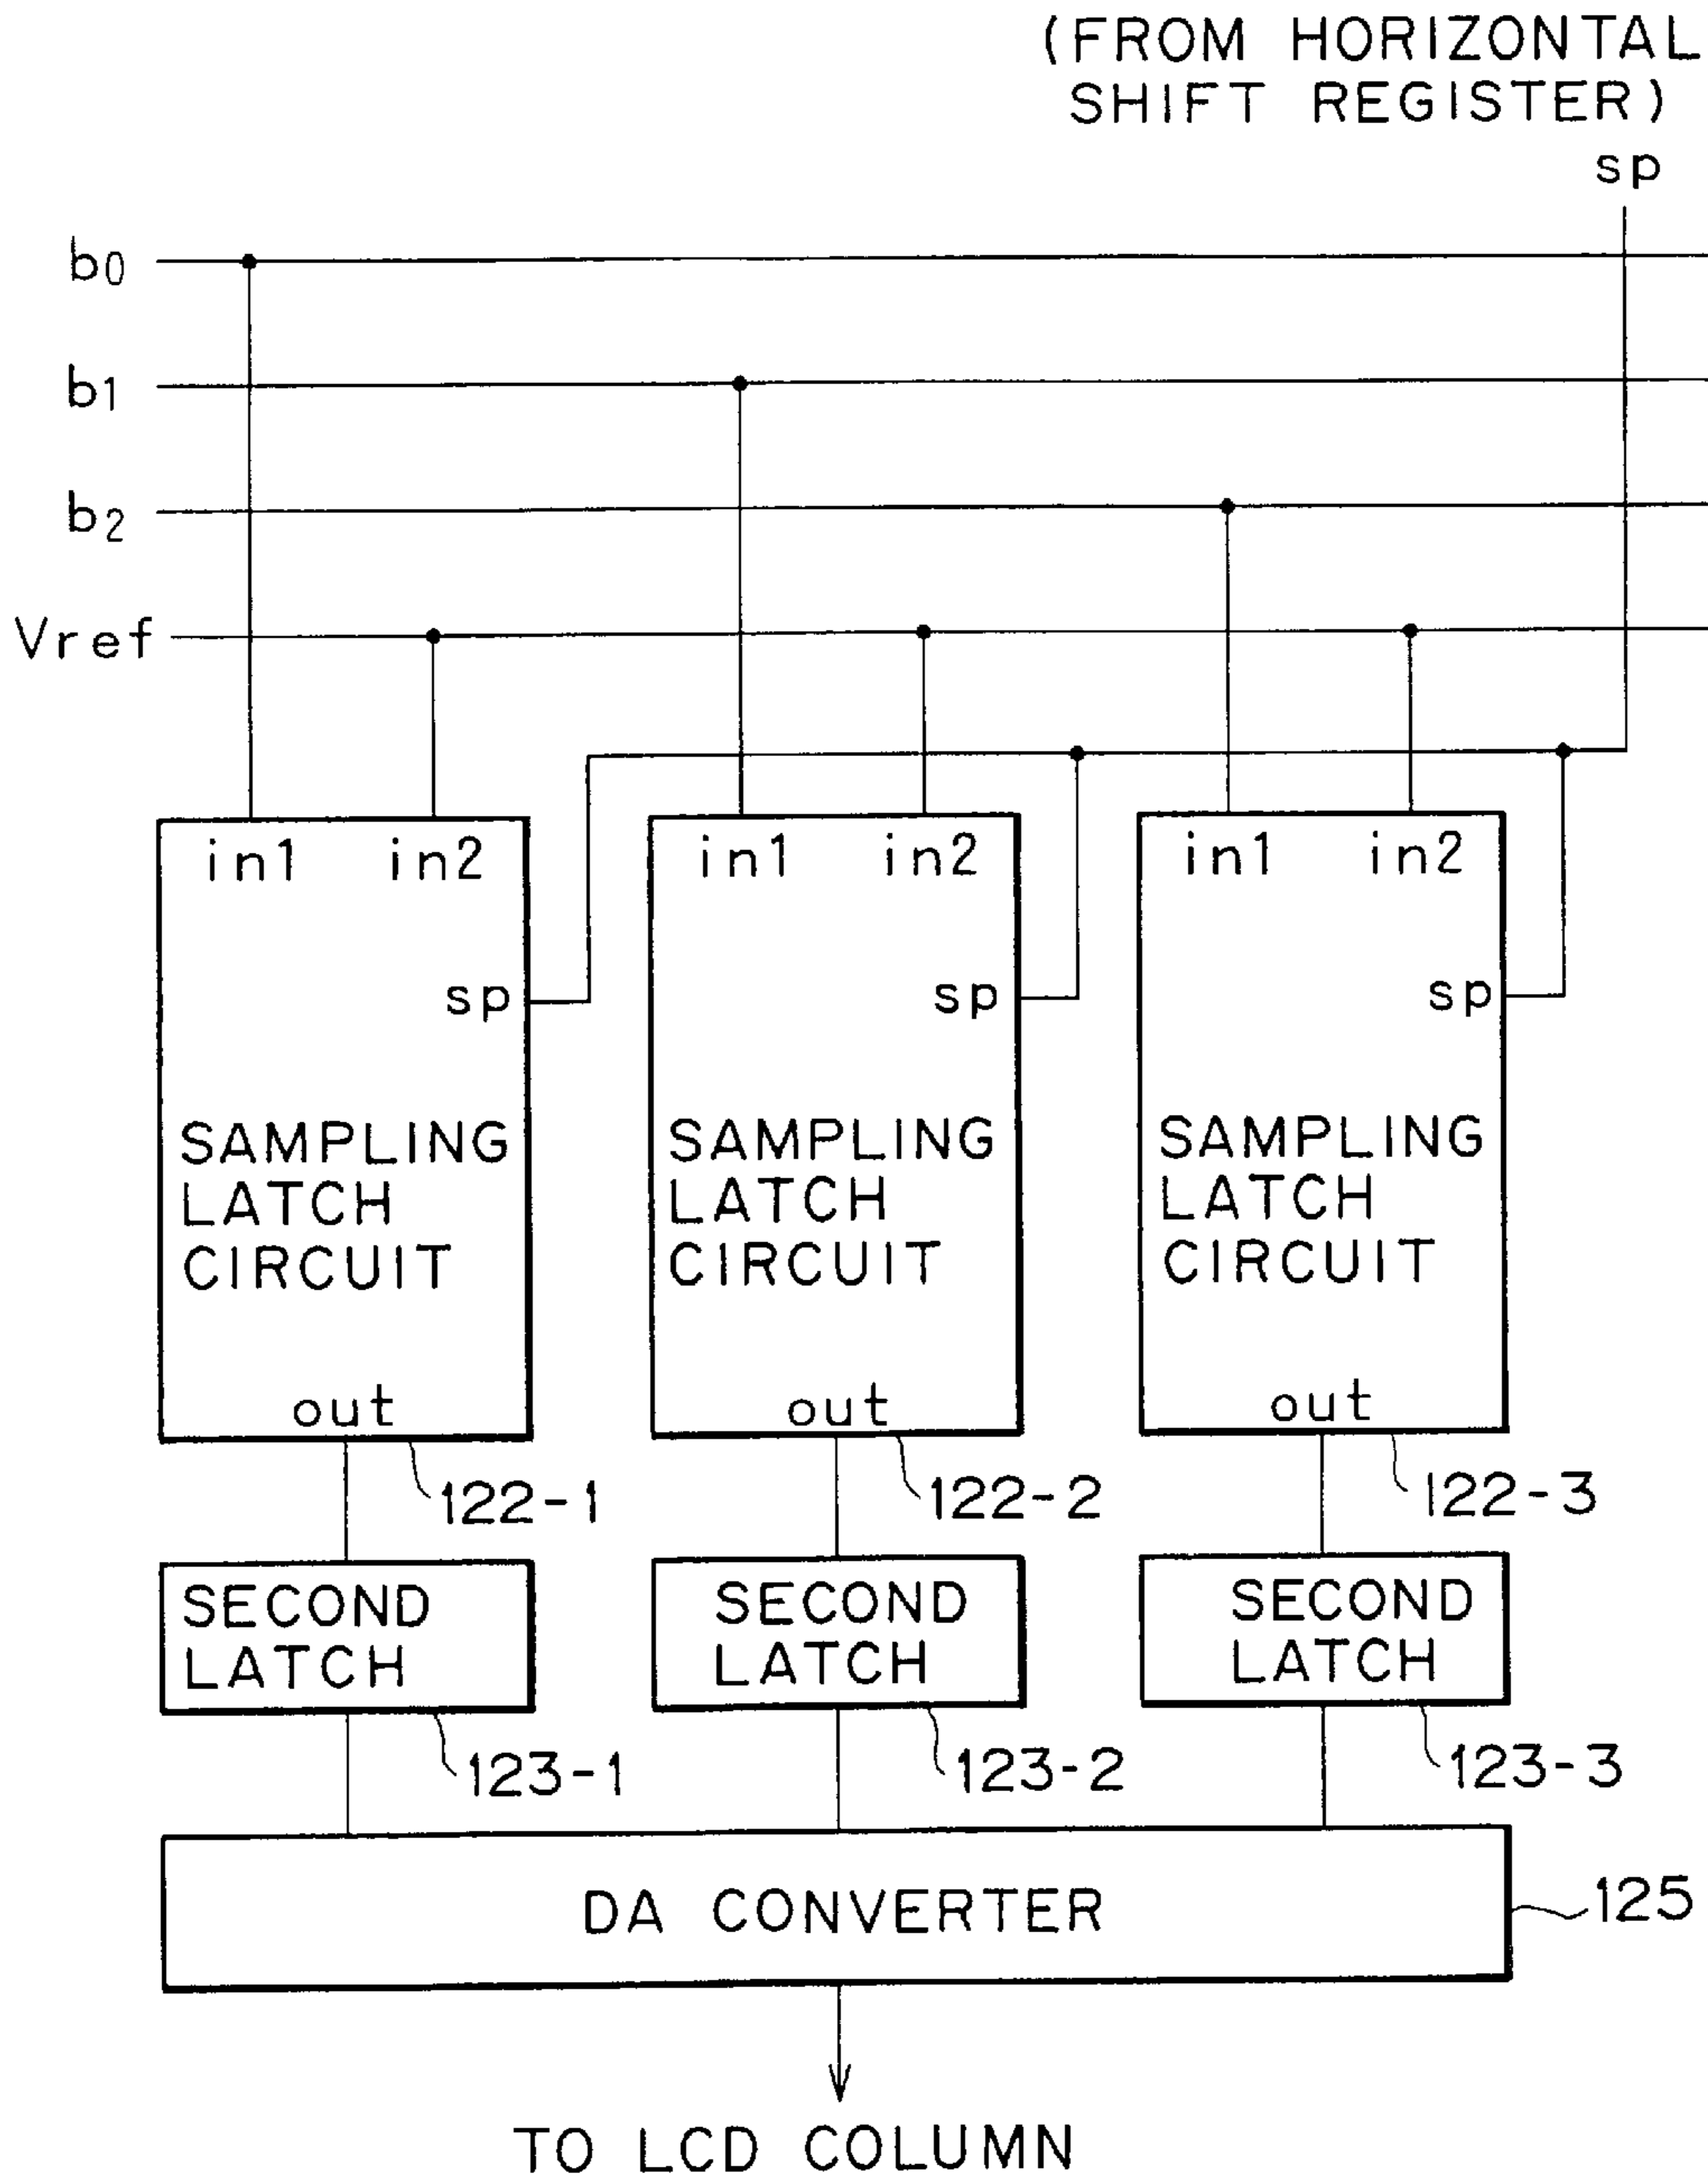 (FROM HORIZONTAL
SHIFT REGISTER)
sp
b0
b1
b2
Vref
in1 in2
in1 in2
in1 in2
sp
sp
sp
SAMPLING
LATCH
CIRCUIT
SAMPLING
LATCH
CIRCUIT
SAMPLING
LATCH
CIRCUIT
out
out
out
122-1
122-2
122-3
SECOND
LATCH
SECOND
LATCH
SECOND
LATCH
123-1
123-2
123-3
DA CONVERTER
125
TO LCD COLUMN